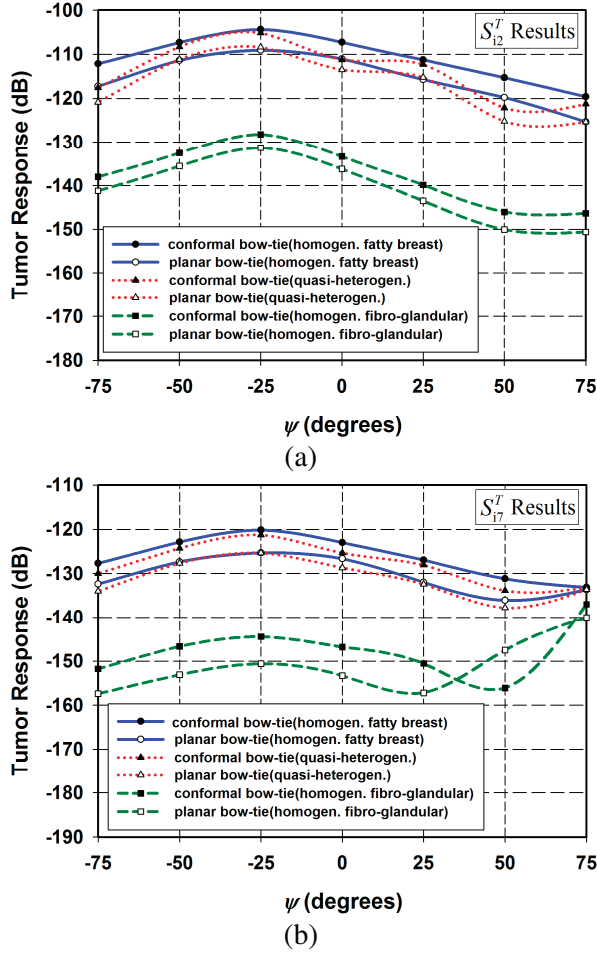 -100
S_{i2}^{T} Results
-110
-120
-130
-140
-150
-160
-170
-180
Tumor Response (dB)
conformal bow-tie(homogen. fatty breast)
planar bow-tie(homogen. fatty breast)
conformal bow-tie(quasi-heterogen.)
planar bow-tie(quasi-heterogen.)
conformal bow-tie(homogen. fibro-glandular)
planar bow-tie(homogen. fibro-glandular)
-75 -50 -25 0 25 50 75
ψ (degrees)
(a)
-110
S_{i7}^{T} Results
-120
-130
-140
-150
-160
-170
-180
-190
Tumor Response (dB)
conformal bow-tie(homogen. fatty breast)
planar bow-tie(homogen. fatty breast)
conformal bow-tie(quasi-heterogen.)
planar bow-tie(quasi-heterogen.)
conformal bow-tie(homogen. fibro-glandular)
planar bow-tie(homogen. fibro-glandular)
-75 -50 -25 0 25 50 75
ψ (degrees)
(b)